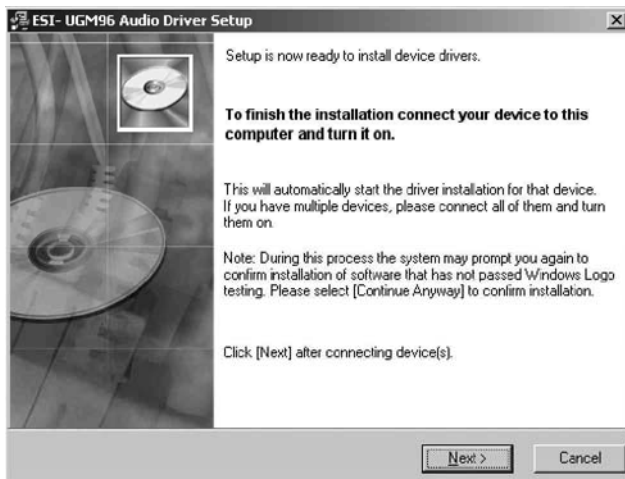 ESI- UGM96 Audio Driver Setup
Setup is now ready to install device drivers.
To finish the installation connect your device to this
computer and turn it on.
This will automatically start the driver installation for that device.
If you have multiple devices, please connect all of them and turn
them on.
Note: During this process the system may prompt you again to
confirm installation of software that has not passed Windows Logo
testing. Please select [Continue Anyway] to confirm installation.
Click [Next] after connecting device(s).
Next >
Cancel